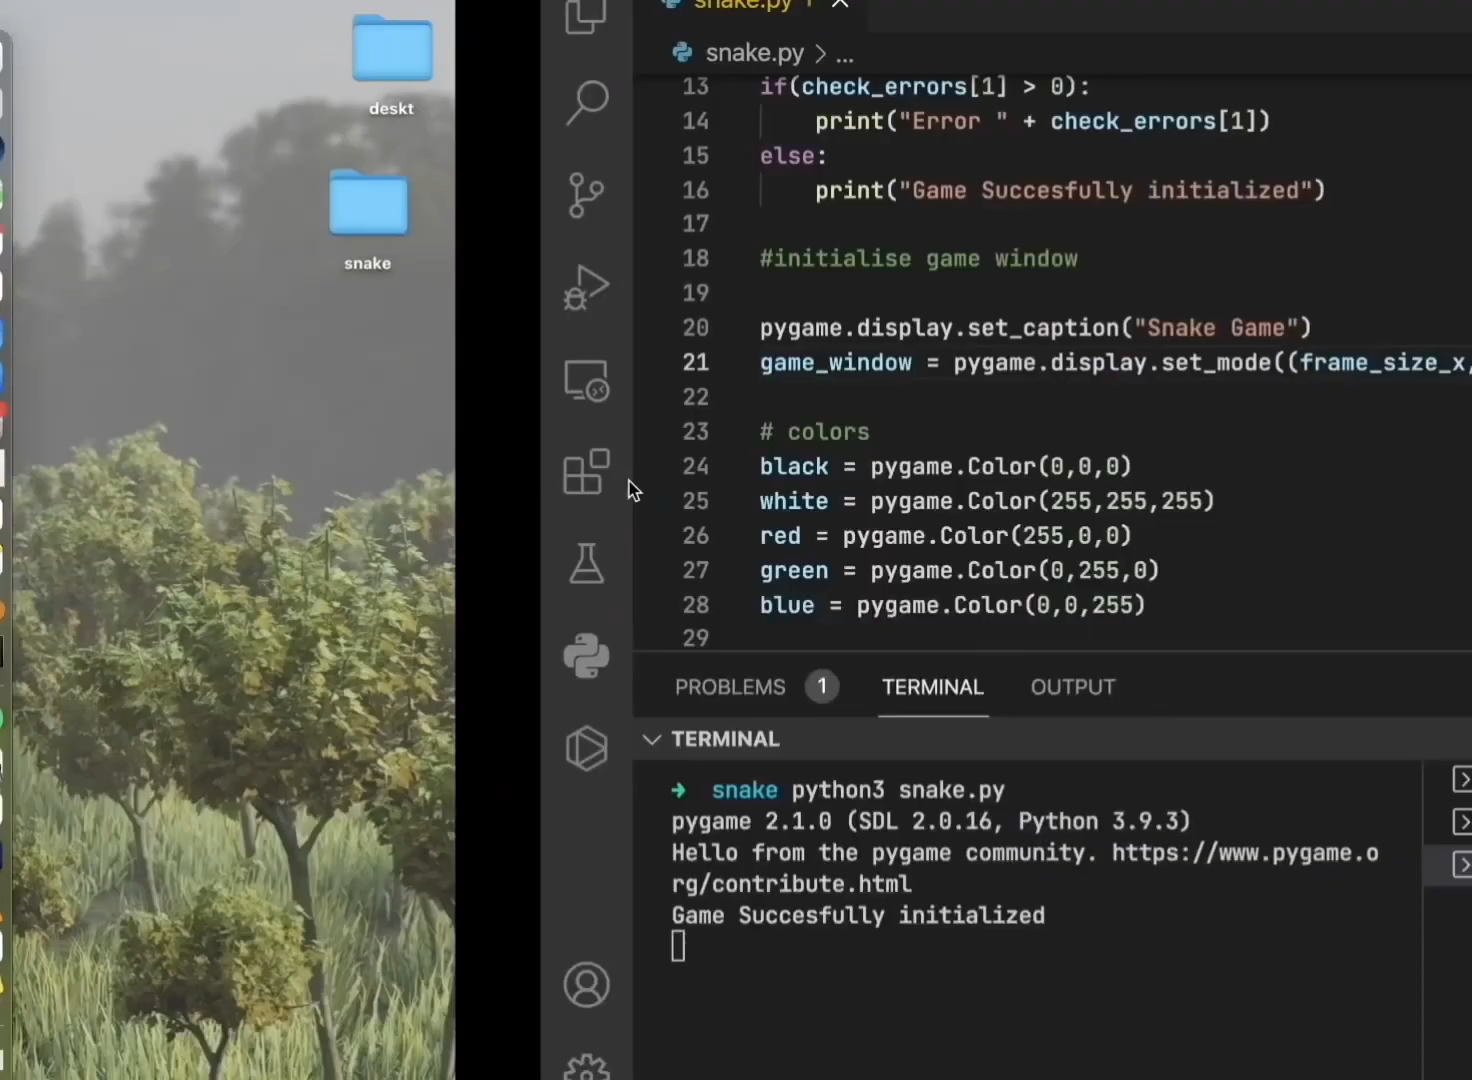 deskt
snake
snake.py 1
snake.py > ...
13 if(check_errors[1] > 0):
14 print("Error " + check_errors[1])
15 else:
16 print("Game Succesfully initialized")
17
18 #initialise game window
19
20 pygame.display.set_caption("Snake Game")
21 game_window = pygame.display.set_mode((frame_size_x,
22
23 # colors
24 black = pygame.Color(0,0,0)
25 white = pygame.Color(255,255,255)
26 red = pygame.Color(255,0,0)
27 green = pygame.Color(0,255,0)
28 blue = pygame.Color(0,0,255)
29
PROBLEMS 1 TERMINAL OUTPUT
TERMINAL
➜ snake python3 snake.py
pygame 2.1.0 (SDL 2.0.16, Python 3.9.3)
Hello from the pygame community. https://www.pygame.o
rg/contribute.html
Game Succesfully initialized